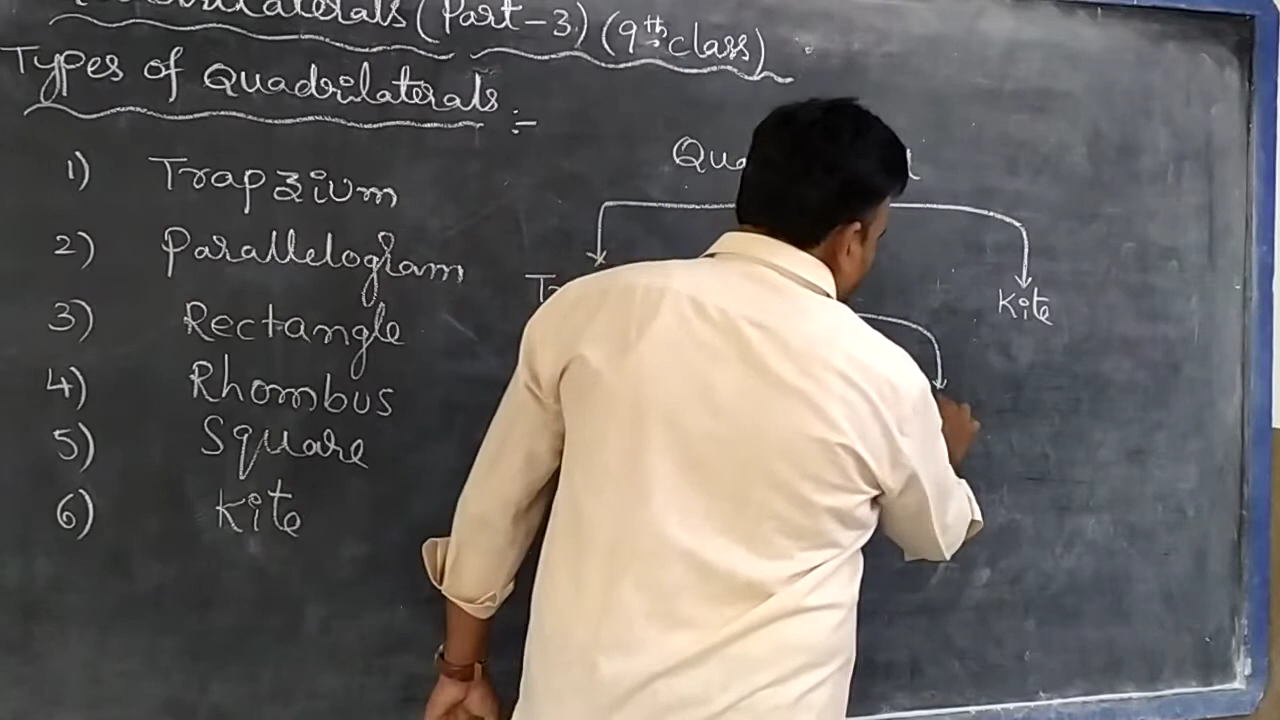 (Part-3) (9th class)
Types of Quadrilaterals :-
1) Trapzium
2) Parallelogram
3) Rectangle
4) Rhombus
5) Square
6) Kite
Kite